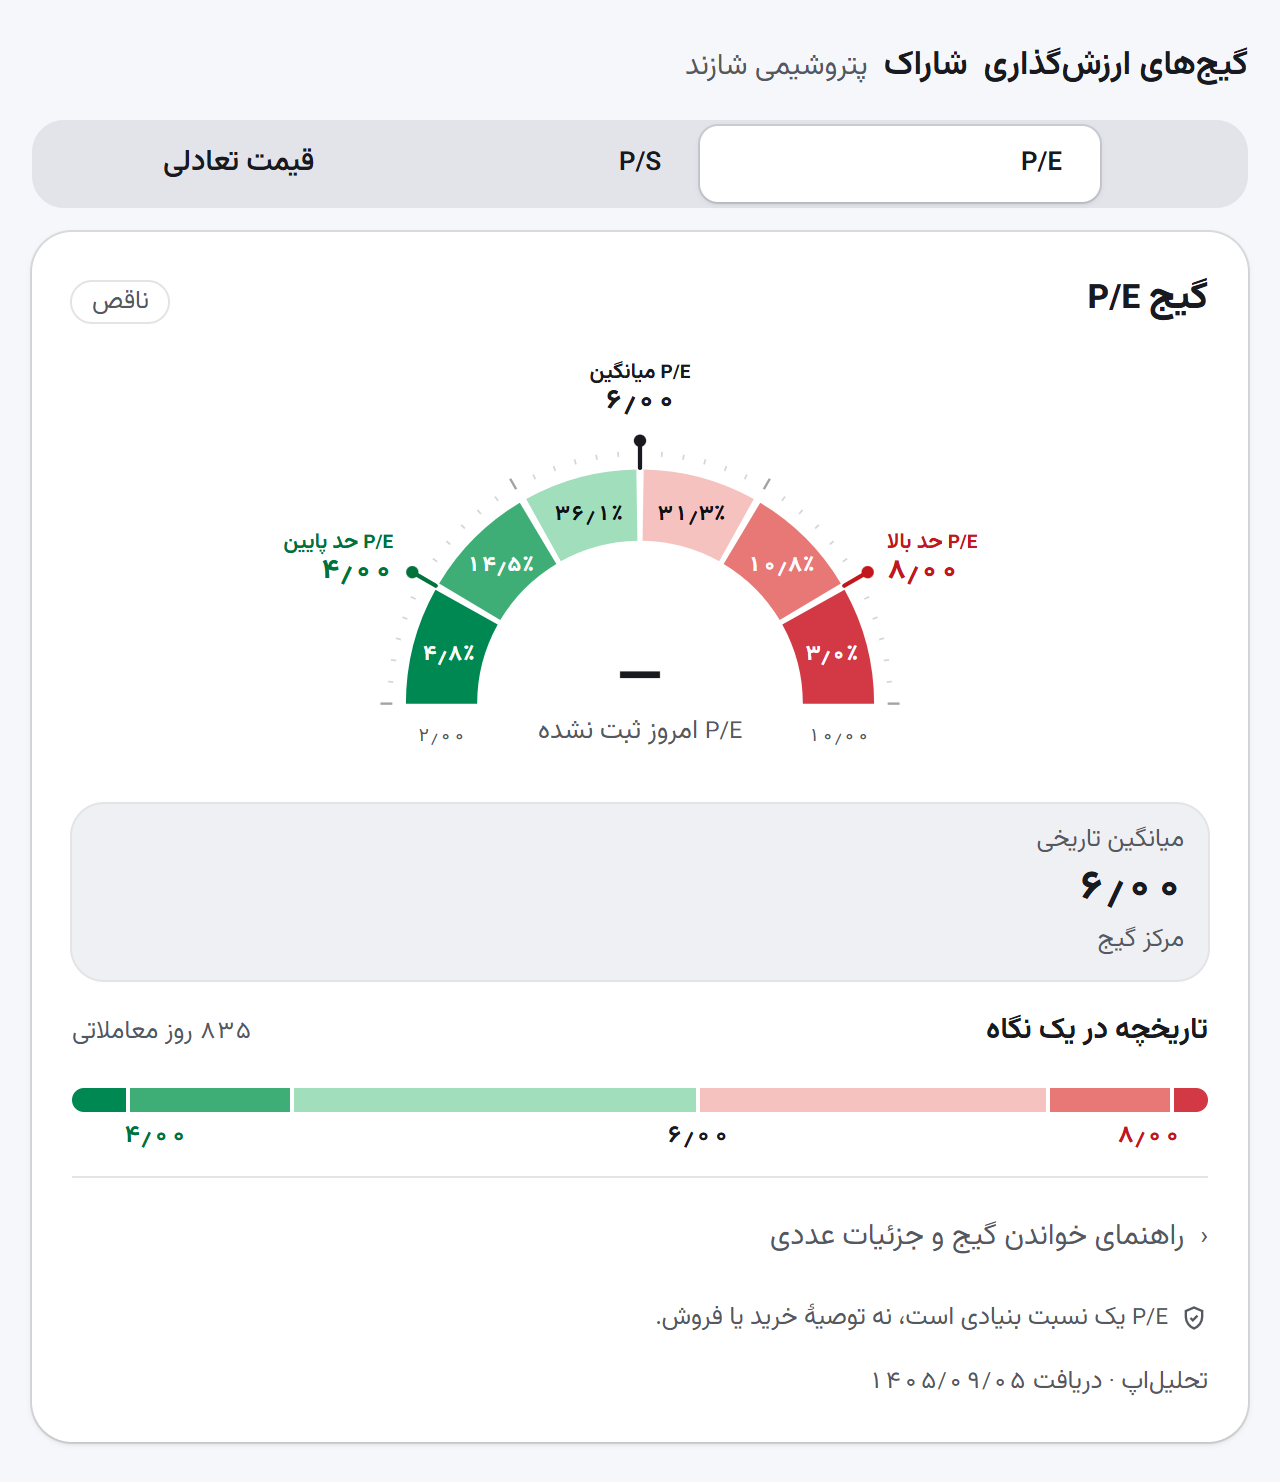 گیج‌های ارزش‌گذاری شاراک پتروشیمی شازند
P/E
P/S
قیمت تعادلی
گیج P/E
ناقص
P/E میانگین
۶٫۰۰
P/E حد پایین
۴٫۰۰
P/E حد بالا
۸٫۰۰
۳۶٫۱٪
۳۱٫۳٪
۱۴٫۵٪
۱۰٫۸٪
۴٫۸٪
۳٫۰٪
—
P/E امروز ثبت نشده
۲٫۰۰
۱۰٫۰۰
میانگین تاریخی
۶٫۰۰
مرکز گیج
تاریخچه در یک نگاه
۸۳۵ روز معاملاتی
۸٫۰۰
۶٫۰۰
۴٫۰۰
‹ راهنمای خواندن گیج و جزئیات عددی
P/E یک نسبت بنیادی است، نه توصیهٔ خرید یا فروش.
تحلیل‌اپ · دریافت ۱۴۰۵/۰۹/۰۵